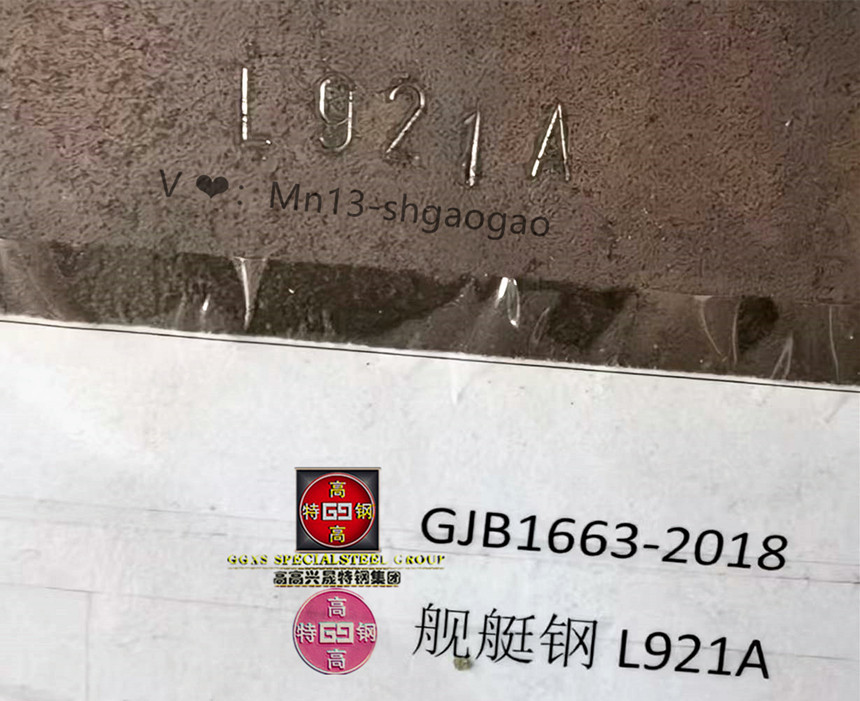 L921A
V❤：Mn13-shgaogao
高
特GG钢
高
GGXS SPECIALSTEEL GROUP
高高兴晟特钢集团
GJB1663-2018
高
特GG钢
高
舰艇钢 L921A